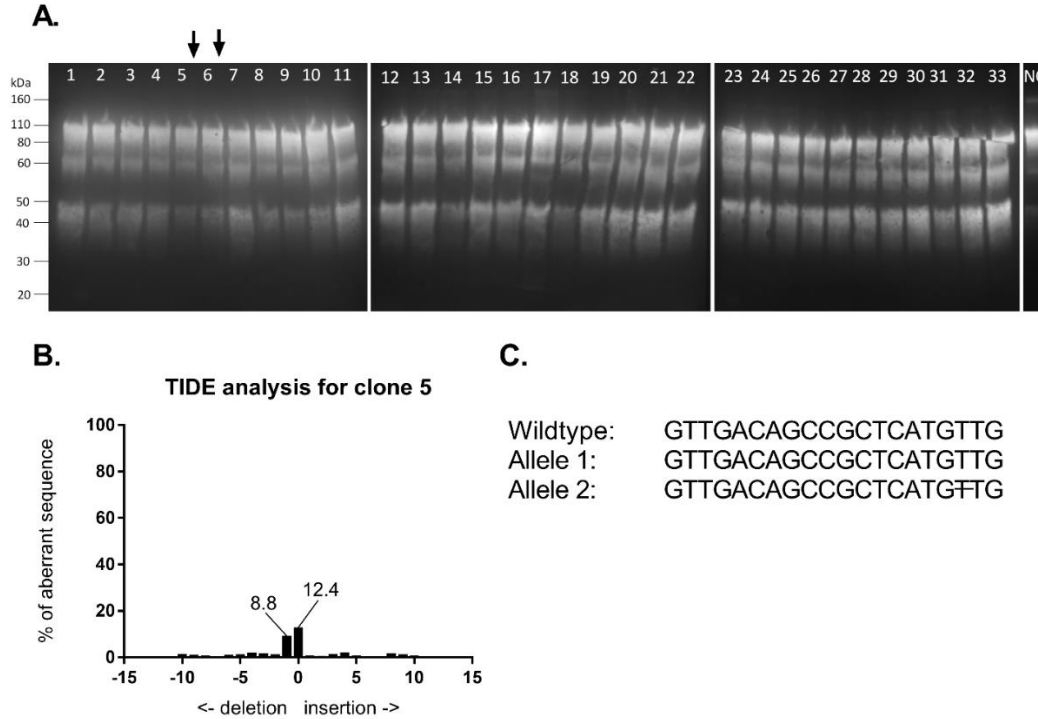 A.
kDa
1 2 3 4 5 6 7 8 9 10 11
12 13 14 15 16 17 18 19 20 21 22
23 24 25 26 27 28 29 30 31 32 33
160
110
80
60
50
40
30
20
B.
TIDE analysis for clone 5
% of aberrant sequence
100
80
60
40
20
0
8.8
12.4
-15 -10 -5 0 5 10 15
<- deletion insertion ->
C.
Wildtype: GTTGACAGCCGCTCATGTTG
Allele 1: GTTGACAGCCGCTCATGTTG
Allele 2: GTTGACAGCCGCTCATGTTG